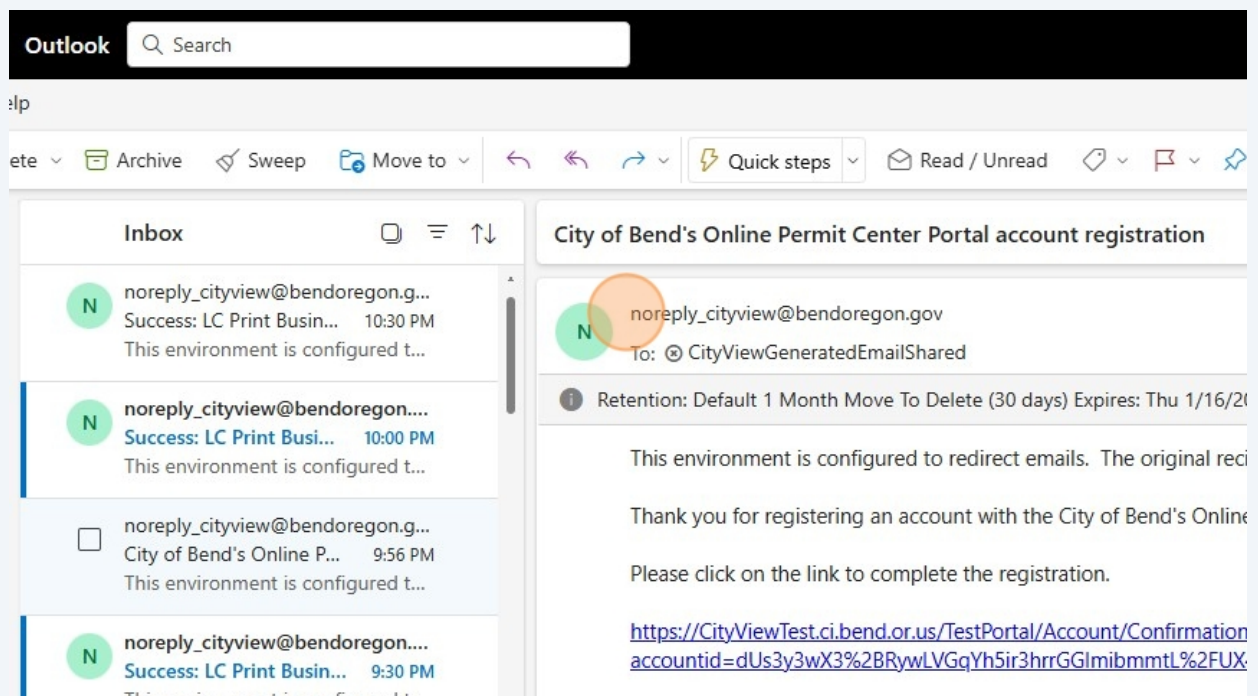 Outlook
Search
elp
ete
Archive
Sweep
Move to
Quick steps
Read / Unread
Inbox
N
noreply_cityview@bendoregon.g...
Success: LC Print Busin... 10:30 PM
This environment is configured t...
N
noreply_cityview@bendoregon....
Success: LC Print Busi... 10:00 PM
This environment is configured t...
noreply_cityview@bendoregon.g...
City of Bend's Online P... 9:56 PM
This environment is configured t...
N
noreply_cityview@bendoregon....
Success: LC Print Busin... 9:30 PM
City of Bend's Online Permit Center Portal account registration
N
noreply_cityview@bendoregon.gov
To: CityViewGeneratedEmailShared
Retention: Default 1 Month Move To Delete (30 days) Expires: Thu 1/16/20
This environment is configured to redirect emails. The original reci
Thank you for registering an account with the City of Bend's Online
Please click on the link to complete the registration.
https://CityViewTest.ci.bend.or.us/TestPortal/Account/Confirmation